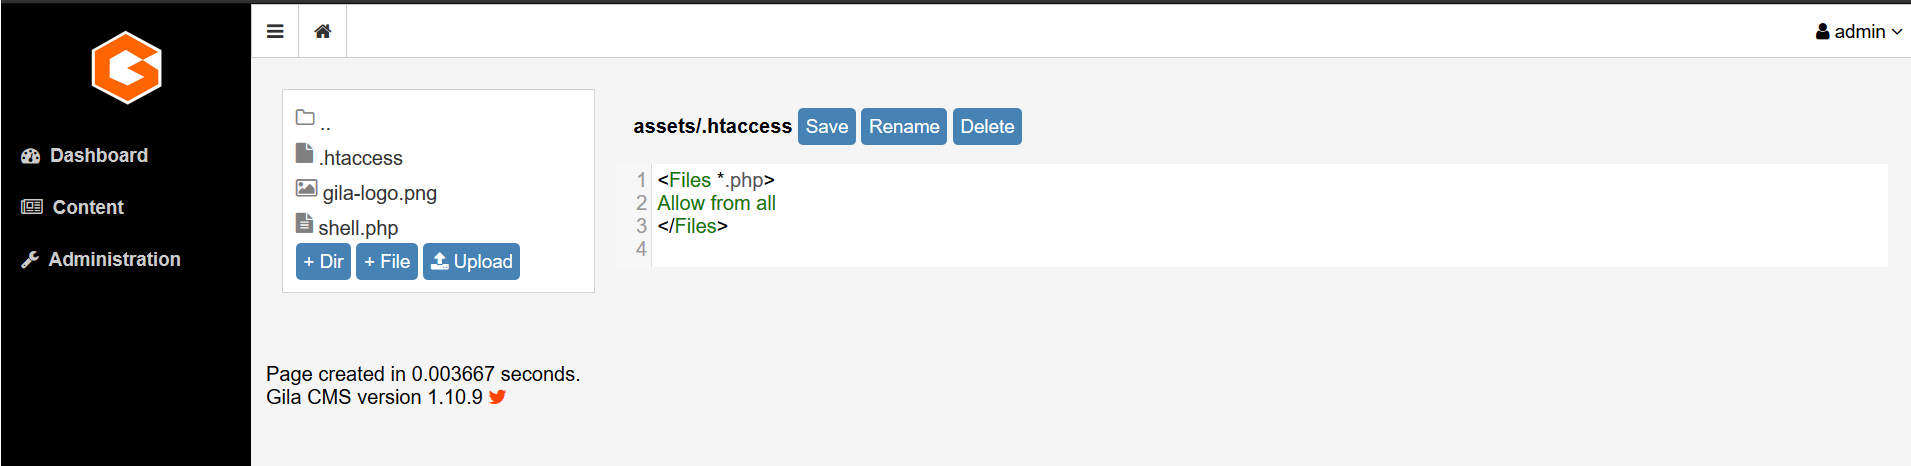 admin
Dashboard
Content
Administration
..
.htaccess
gila-logo.png
shell.php
+ Dir + File Upload
assets/.htaccess Save Rename Delete
1 <Files *.php>
2 Allow from all
3 </Files>
4
Page created in 0.003667 seconds.
Gila CMS version 1.10.9